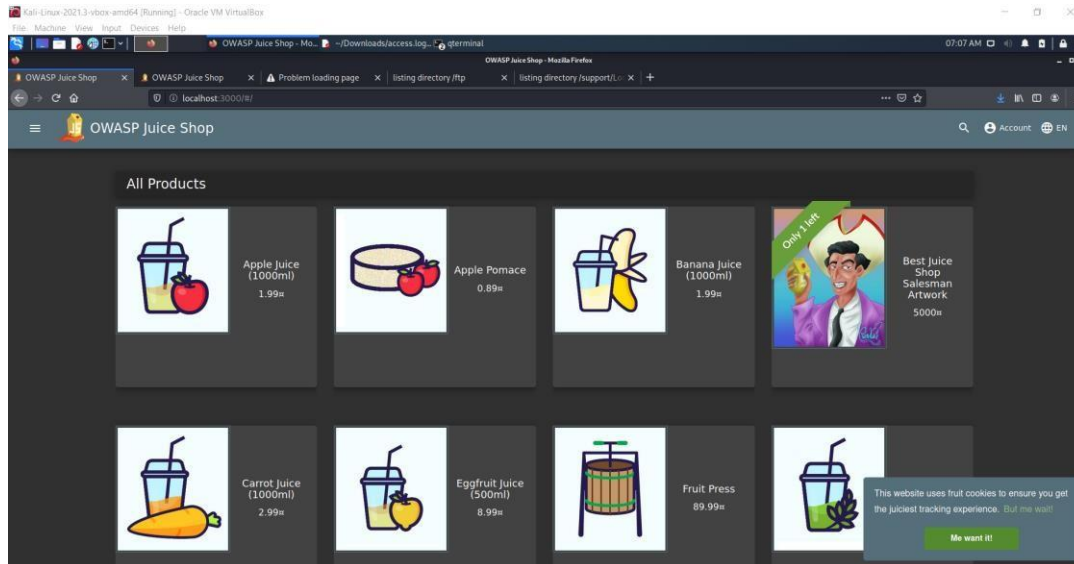 Kali-Linux-2021.3-vbox-amd64 [Running] - Oracle VM VirtualBox
File Machine View Input Devices Help
OWASP Juice Shop - Mo... ~/Downloads/access.log... qterminal 07:07 AM
OWASP Juice Shop - Mozilla Firefox
OWASP Juice Shop OWASP Juice Shop Problem loading page listing directory /ftp listing directory /support/Lo
localhost:3000/#/
OWASP Juice Shop Account EN
All Products
Only 1 left
Apple Juice
(1000ml)
1.99¤
Apple Pomace
0.89¤
Banana Juice
(1000ml)
1.99¤
Best Juice
Shop
Salesman
Artwork
5000¤
Carrot Juice
(1000ml)
2.99¤
Eggfruit Juice
(500ml)
8.99¤
Fruit Press
89.99¤
This website uses fruit cookies to ensure you get
the juiciest tracking experience. But me wait!
Me want it!